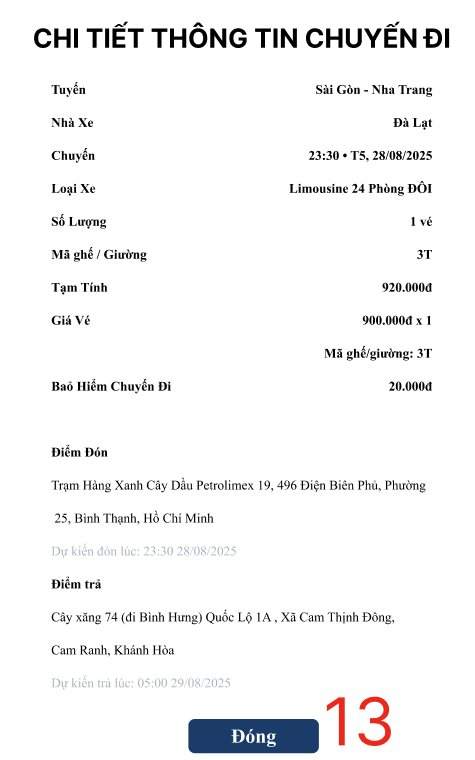 CHI TIẾT THÔNG TIN CHUYẾN ĐI
Tuyến Sài Gòn - Nha Trang
Nhà Xe Đà Lạt
Chuyến 23:30 • T5, 28/08/2025
Loại Xe Limousine 24 Phòng ĐÔI
Số Lượng 1 vé
Mã ghế / Giường 3T
Tạm Tính 920.000đ
Giá Vé 900.000đ x 1
Mã ghế/giường: 3T
Baỏ Hiểm Chuyến Đi 20.000đ
Điểm Đón
Trạm Hàng Xanh Cây Dầu Petrolimex 19, 496 Điện Biên Phủ, Phường
25, Bình Thạnh, Hồ Chí Minh
Dự kiến đón lúc: 23:30 28/08/2025
Điểm trả
Cây xăng 74 (đi Bình Hưng) Quốc Lộ 1A , Xã Cam Thịnh Đông,
Cam Ranh, Khánh Hòa
Dự kiến trả lúc: 05:00 29/08/2025
Đóng
13